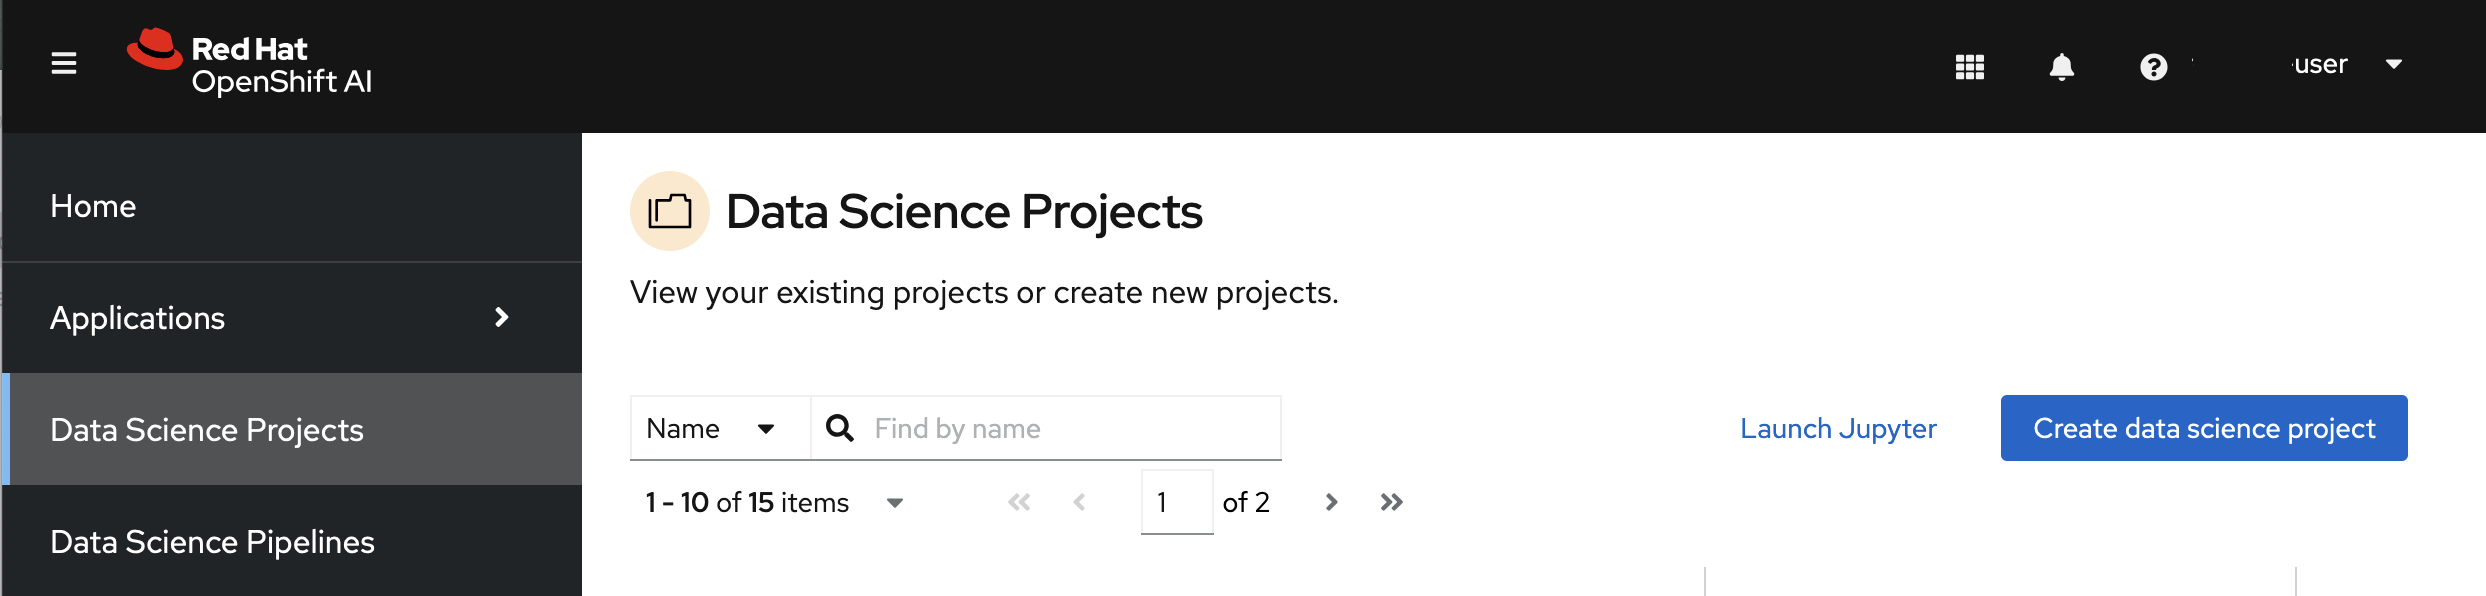 Red Hat
OpenShift AI
user
Home
Applications
Data Science Projects
Data Science Pipelines
Data Science Projects
View your existing projects or create new projects.
Name
Find by name
Launch Jupyter
Create data science project
1 - 10 of 15 items
1 of 2